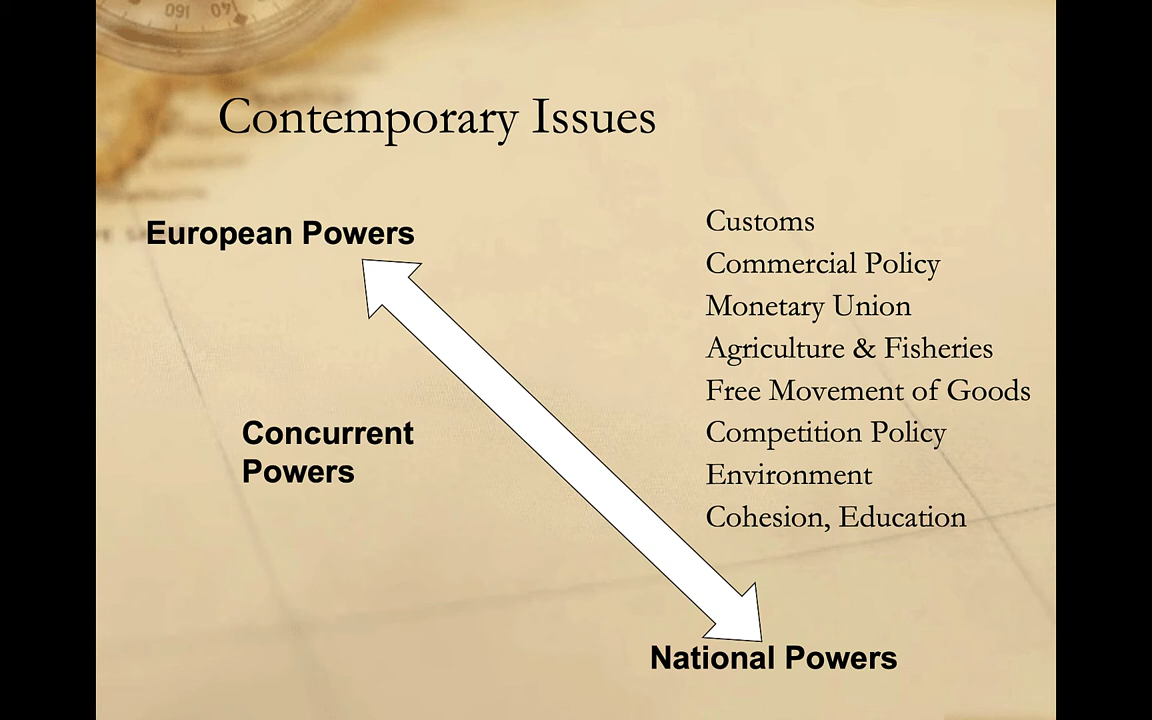 Contemporary Issues
European Powers
Concurrent
Powers
National Powers
Customs
Commercial Policy
Monetary Union
Agriculture & Fisheries
Free Movement of Goods
Competition Policy
Environment
Cohesion, Education